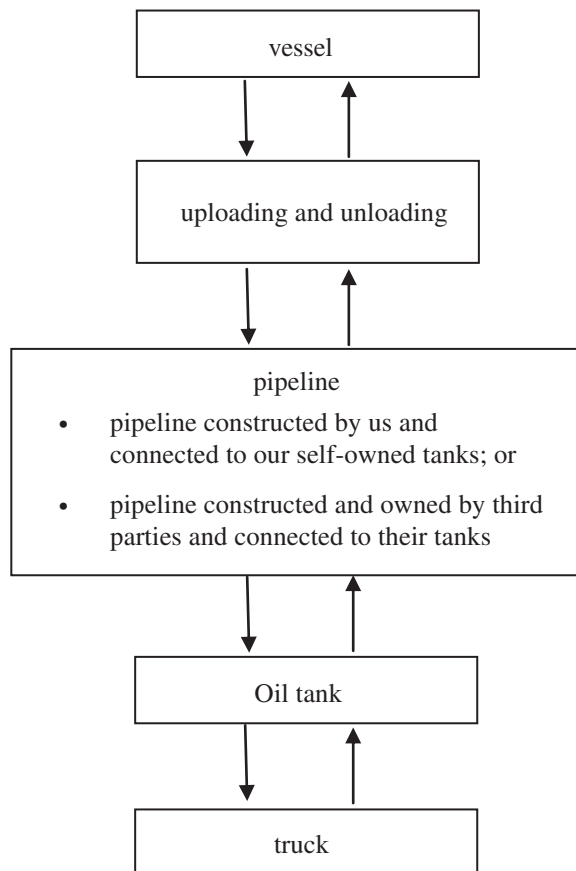 vessel
uploading and unloading
pipeline
• pipeline constructed by us and
connected to our self-owned tanks; or
• pipeline constructed and owned by third
parties and connected to their tanks
Oil tank
truck